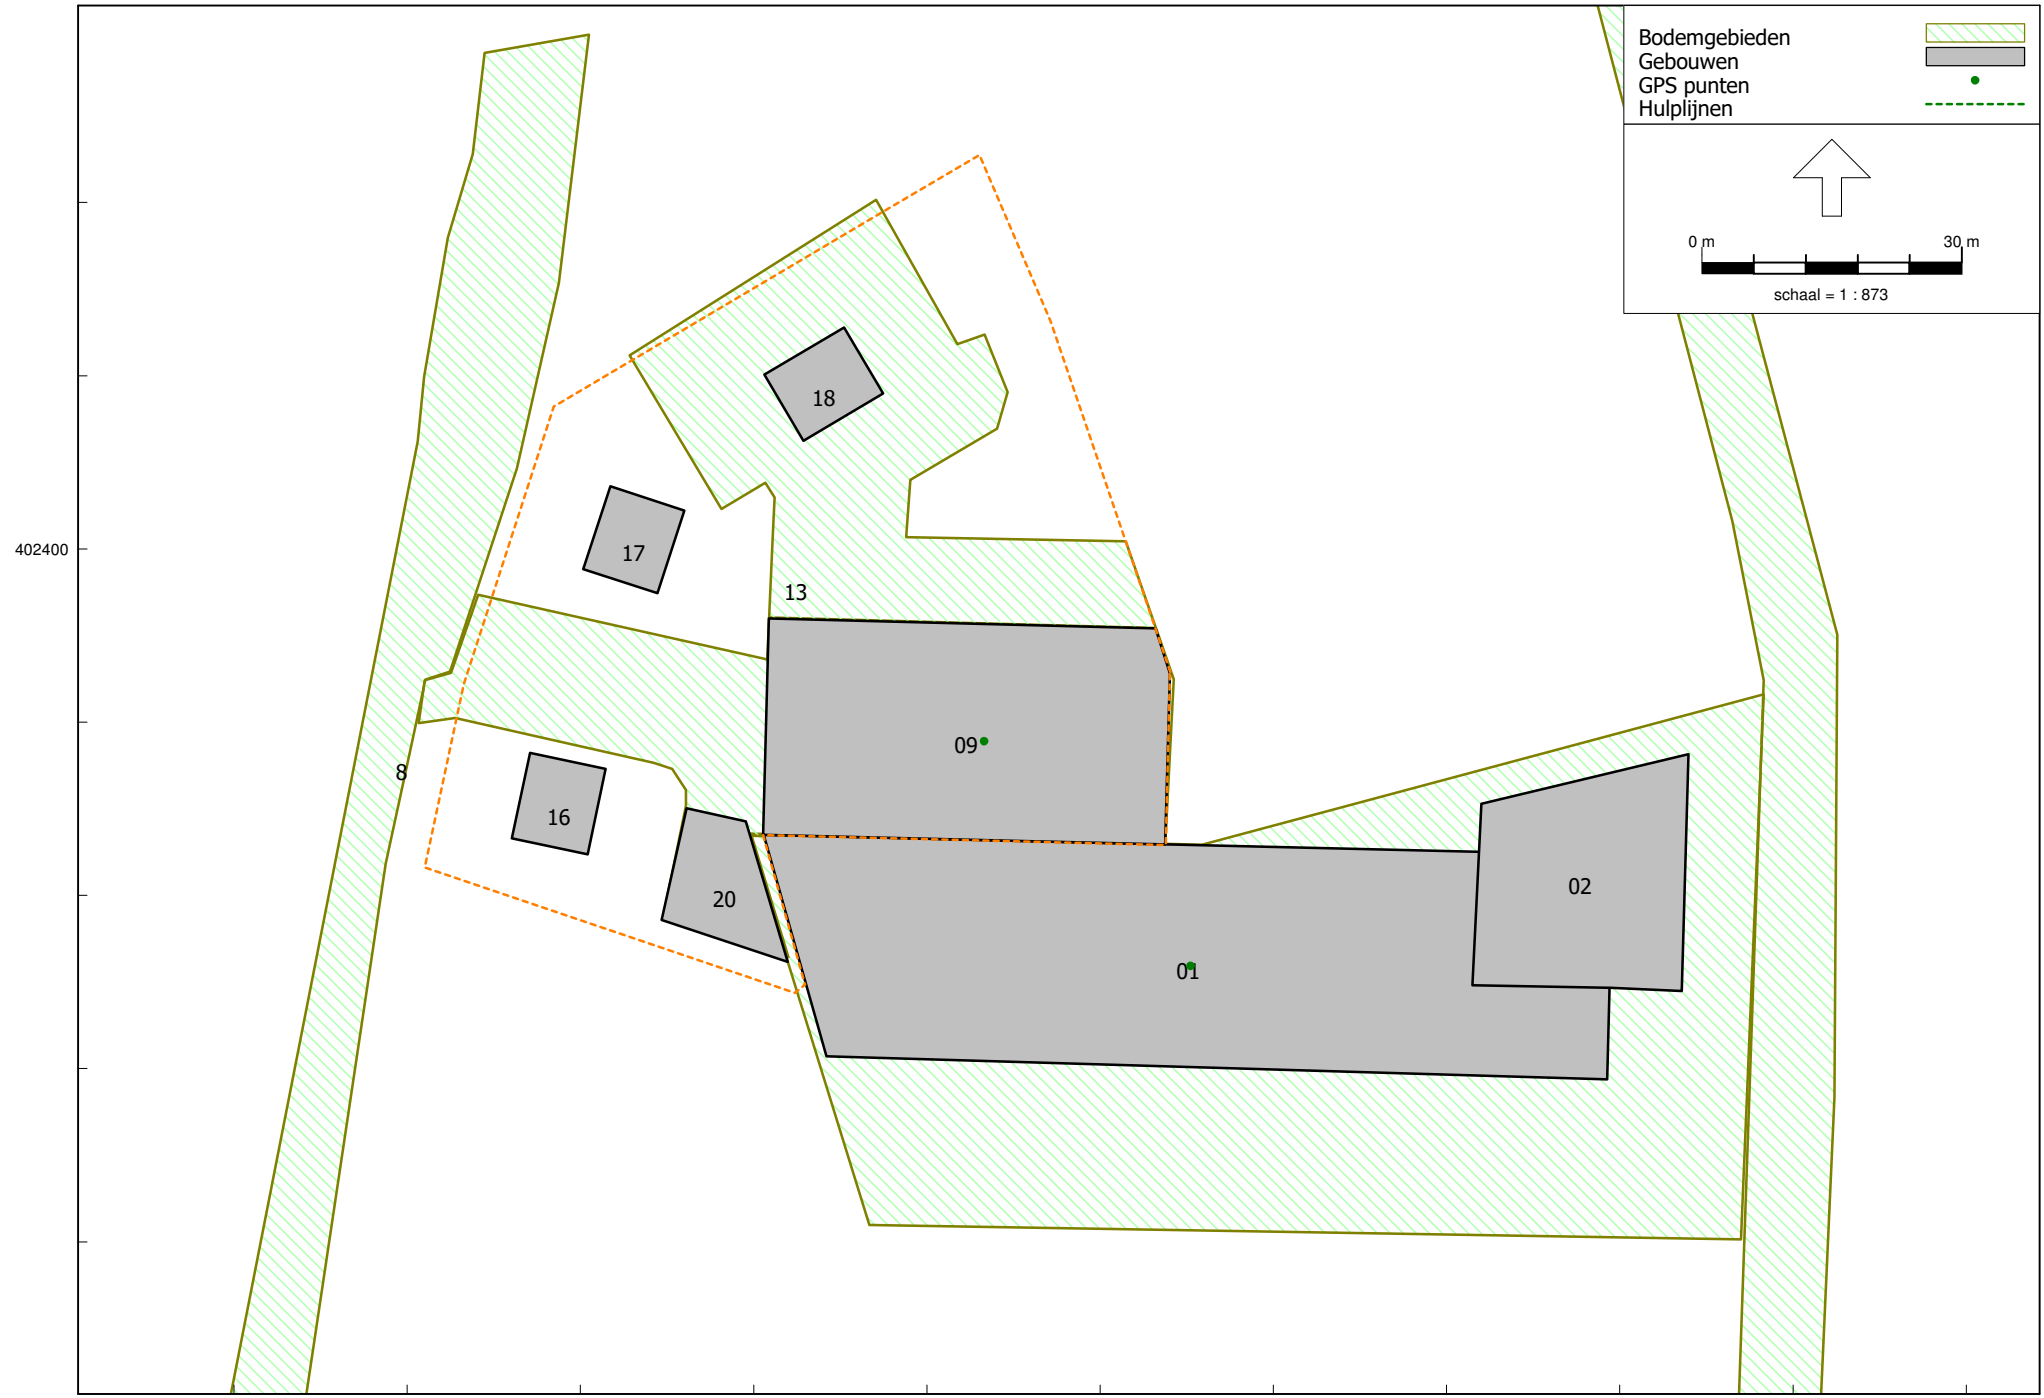 Bodemgebieden
Gebouwen
GPS punten
Hulplijnen
0 m 30 m
schaal = 1 : 873
18
402400
17
13
09
8
16
02
20
01